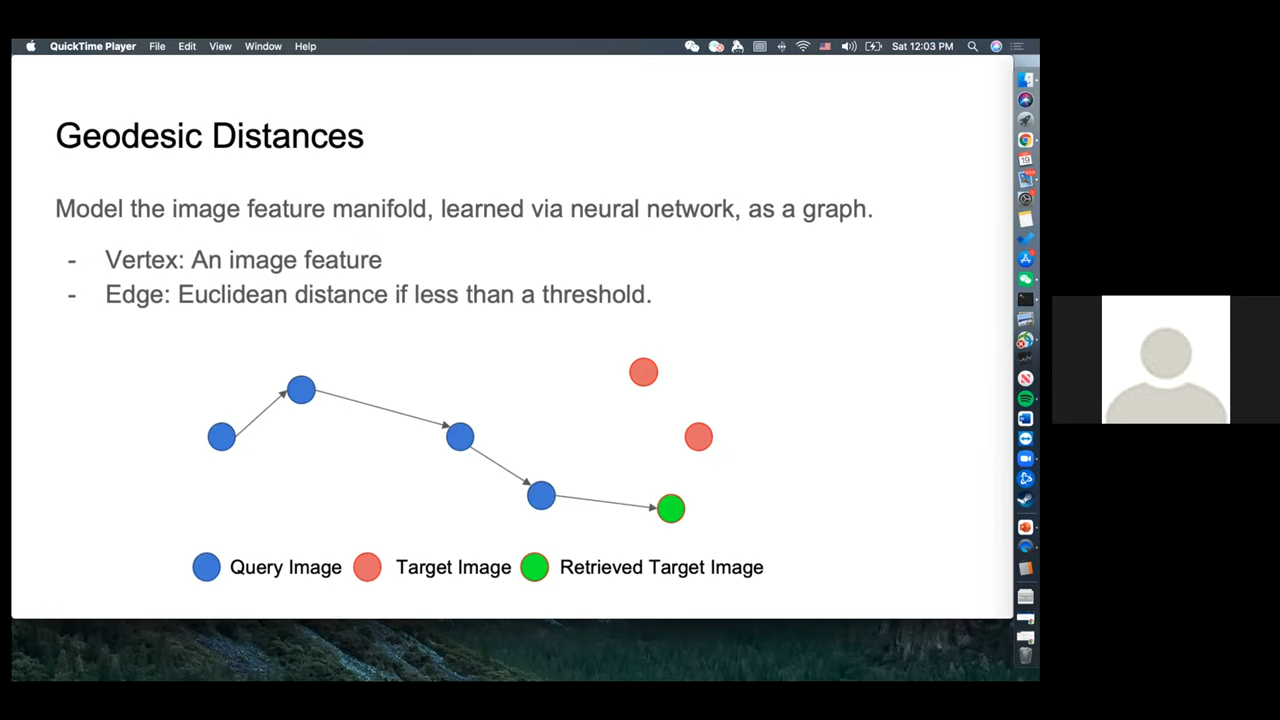 QuickTime Player File Edit View Window Help Sat 12:03 PM
Geodesic Distances
Model the image feature manifold, learned via neural network, as a graph.
- Vertex: An image feature
- Edge: Euclidean distance if less than a threshold.
Query Image Target Image Retrieved Target Image